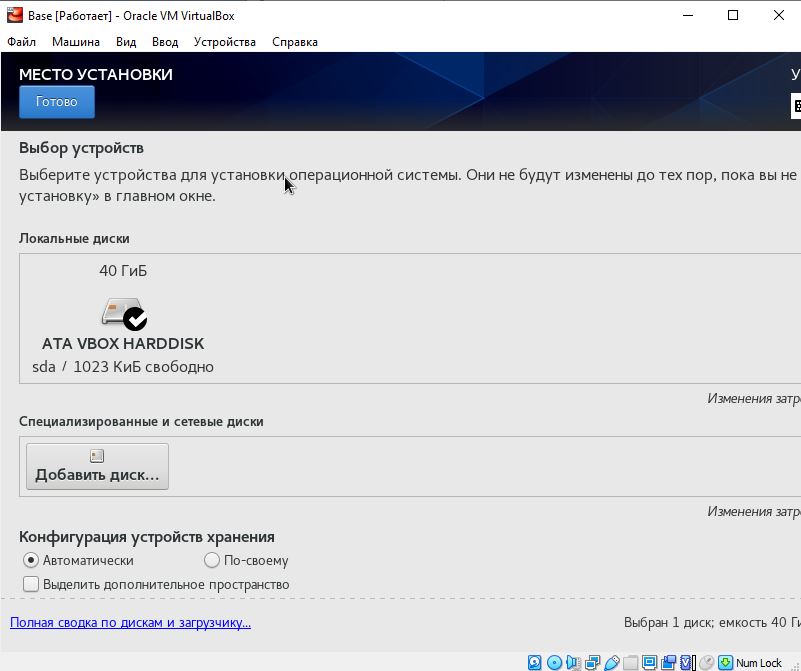 Base [Работает] - Oracle VM VirtualBox
Файл Машина Вид Ввод Устройства Справка
МЕСТО УСТАНОВКИ
У
Готово
Выбор устройств
Выберите устройства для установки операционной системы. Они не будут изменены до тех пор, пока вы не
установку» в главном окне.
Локальные диски
40 ГиБ
ATA VBOX HARDDISK
sda / 1023 КиБ свободно
Изменения затр
Специализированные и сетевые диски
Добавить диск...
Изменения затр
Конфигурация устройств хранения
Автоматически По-своему
Выделить дополнительное пространство
Полная сводка по дискам и загрузчику...
Выбран 1 диск; емкость 40 Ги
Num Lock